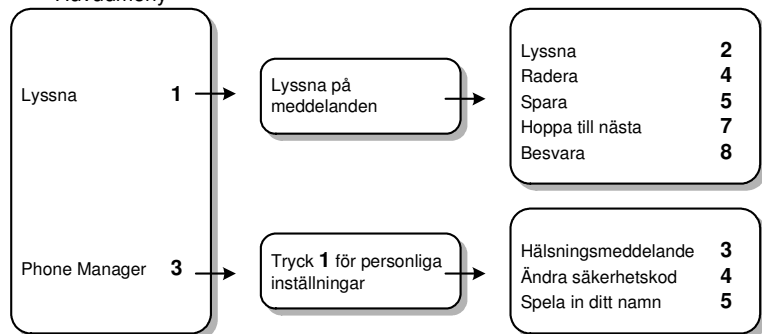 Huvudmeny
Lyssna 1
Lyssna på
meddelanden
Lyssna 2
Radera 4
Spara 5
Hoppa till nästa 7
Besvara 8
Phone Manager 3
Tryck 1 för personliga
inställningar
Hälsningsmeddelande 3
Ändra säkerhetskod 4
Spela in ditt namn 5